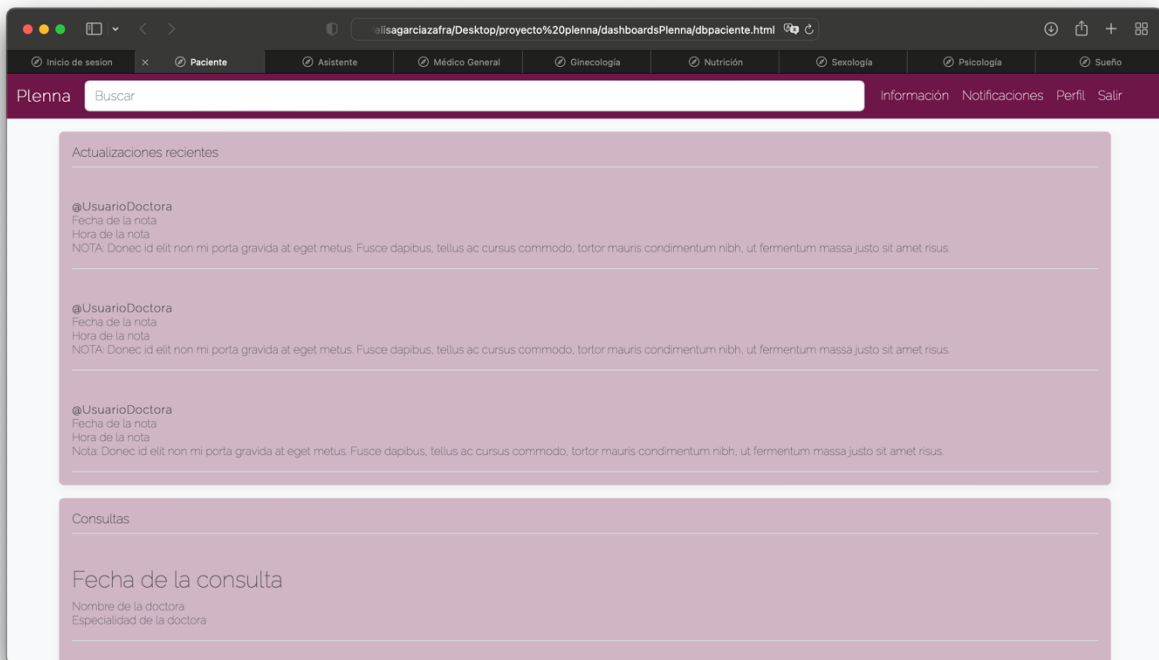 elisagarciazafra/Desktop/proyecto%20plenna/dashboardsPlenna/dbpaciente.html
Inicio de sesion
Paciente
Asistente
Médico General
Ginecología
Nutrición
Sexología
Psicología
Sueño
Plenna
Buscar
Información Notificaciones Perfil Salir
Actualizaciones recientes
@UsuarioDoctora
Fecha de la nota
Hora de la nota
NOTA: Donec id elit non mi porta gravida at eget metus. Fusce dapibus, tellus ac cursus commodo, tortor mauris condimentum nibh, ut fermentum massa justo sit amet risus.
@UsuarioDoctora
Fecha de la nota
Hora de la nota
NOTA: Donec id elit non mi porta gravida at eget metus. Fusce dapibus, tellus ac cursus commodo, tortor mauris condimentum nibh, ut fermentum massa justo sit amet risus.
@UsuarioDoctora
Fecha de la nota
Hora de la nota
Nota: Donec id elit non mi porta gravida at eget metus. Fusce dapibus, tellus ac cursus commodo, tortor mauris condimentum nibh, ut fermentum massa justo sit amet risus.
Consultas
Fecha de la consulta
Nombre de la doctora
Especialidad de la doctora